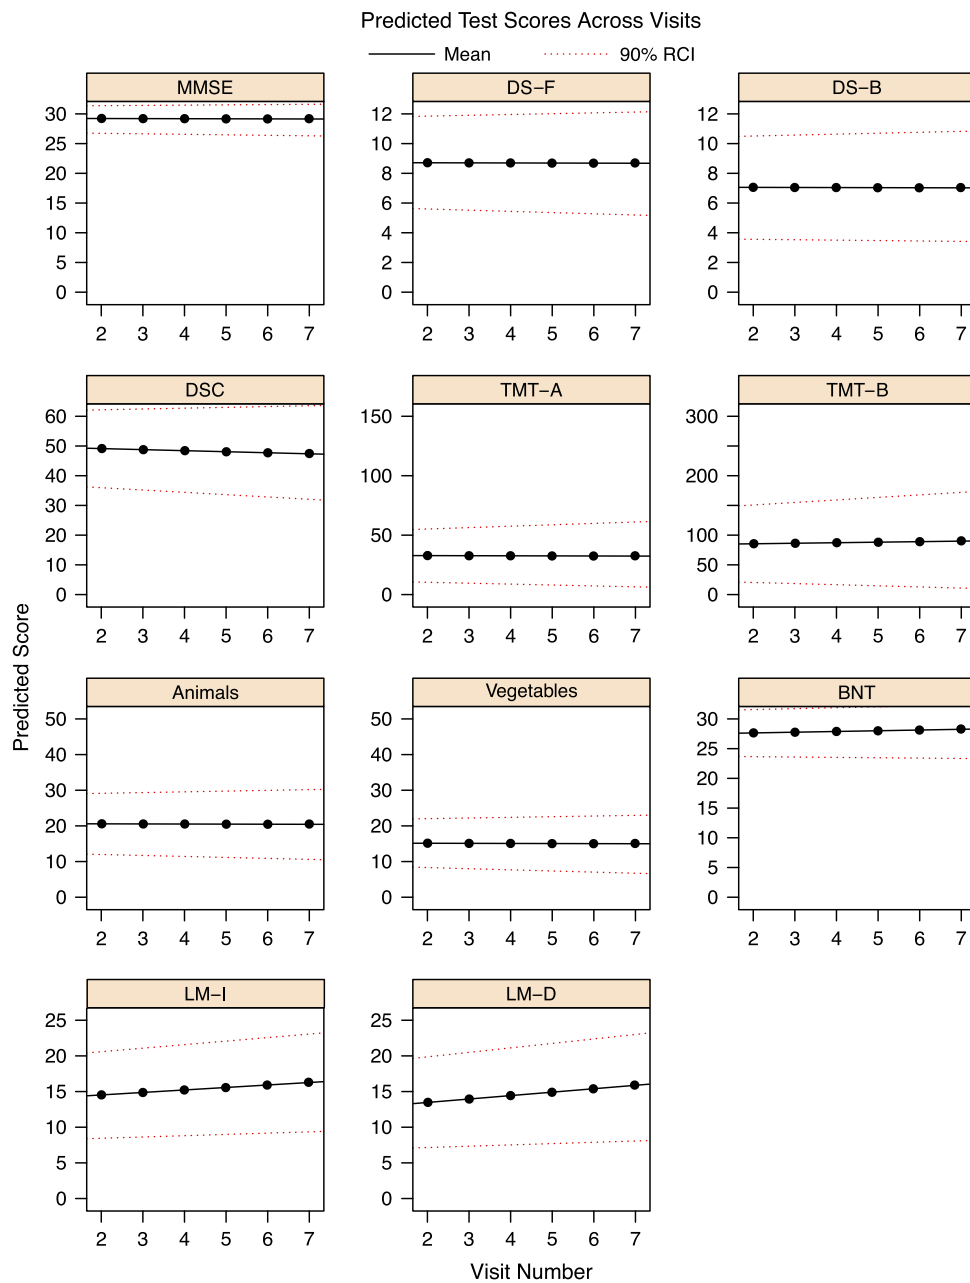 Predicted Test Scores Across Visits
Mean 90% RCI
MMSE DS−F DS−B
30 12 12
25 10 10
20 8 8
15 6 6
10 4 4
5 2 2
0 0 0
2 3 4 5 6 7 2 3 4 5 6 7 2 3 4 5 6 7
DSC TMT−A TMT−B
60 150 300
50
40 100 200
30
20 50 100
10 50
0 0 0
2 3 4 5 6 7 2 3 4 5 6 7 2 3 4 5 6 7
Predicted Score
Animals Vegetables BNT
50 50 30
40 40 25
30 30 20
20 20 15
10 10 10
0 0 5
0
2 3 4 5 6 7 2 3 4 5 6 7 2 3 4 5 6 7
LM−I LM−D
25 25
20 20
15 15
10 10
5 5
0 0
2 3 4 5 6 7 2 3 4 5 6 7
Visit Number